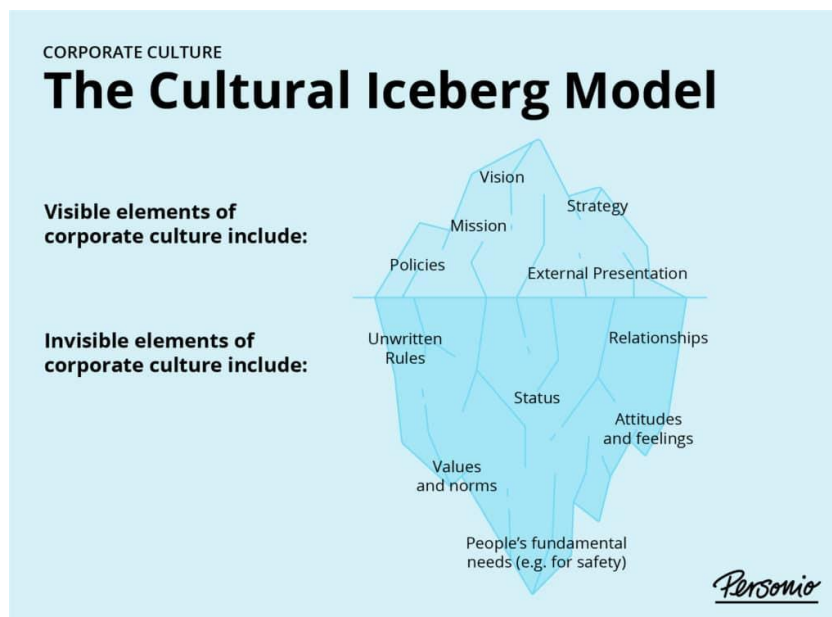 CORPORATE CULTURE
The Cultural Iceberg Model
Visible elements of
corporate culture include:
Vision
Strategy
Mission
Policies
External Presentation
Invisible elements of
corporate culture include:
Unwritten
Rules
Relationships
Status
Attitudes
and feelings
Values
and norms
People's fundamental
needs (e.g. for safety)
Personio